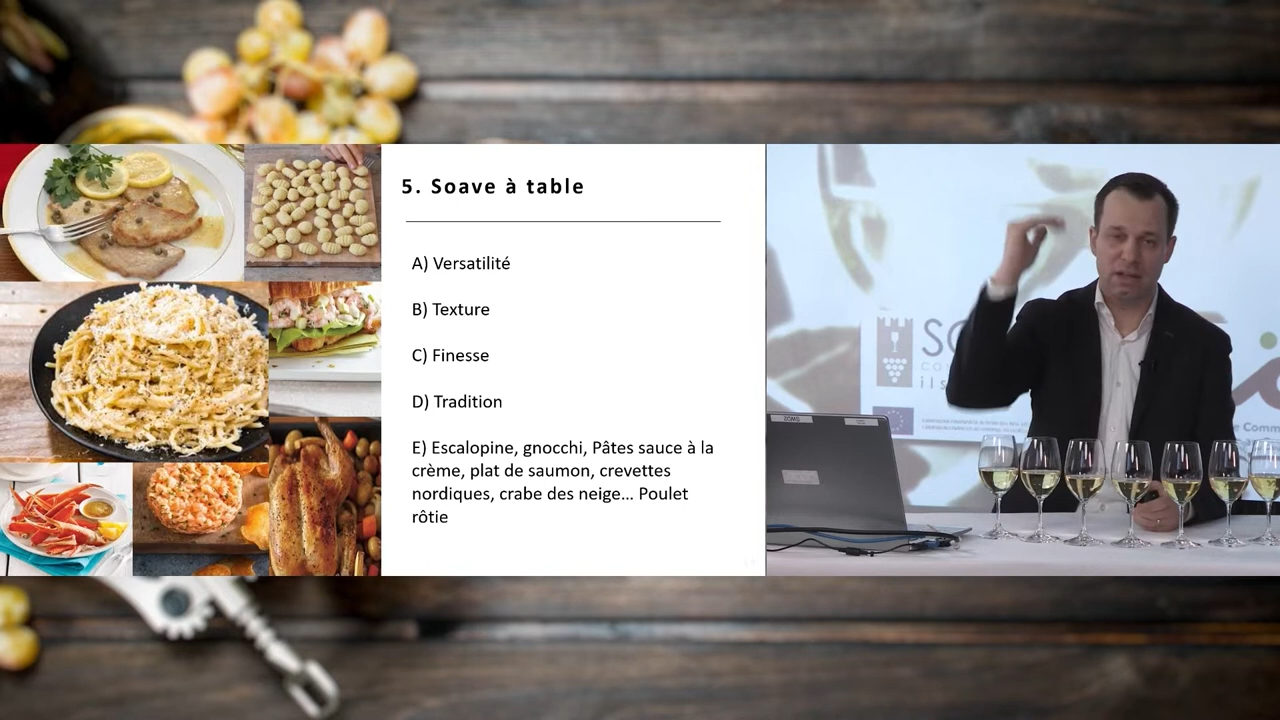 5. Soave à table
A) Versatilité
B) Texture
C) Finesse
D) Tradition
E) Escalopine, gnocchi, Pâtes sauce à la
crème, plat de saumon, crevettes
nordiques, crabe des neige... Poulet
rôtie
SO